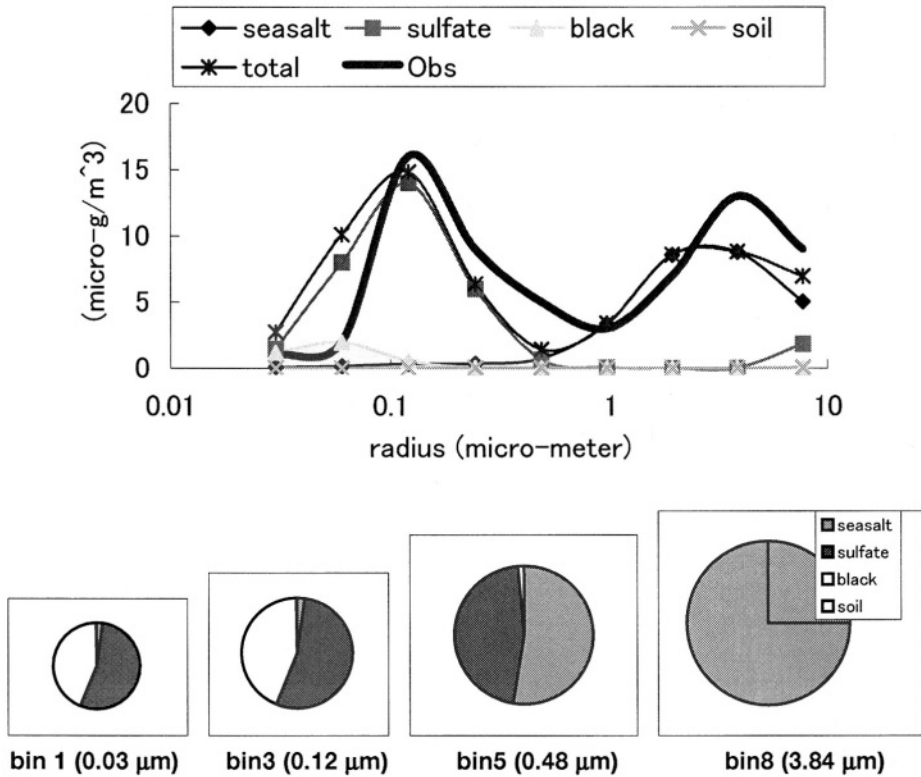 seasalt sulfate black soil
total Obs
20
15
10
5
0
(micro-g/m^3)
0.01 0.1 1 10
radius (micro-meter)
seasalt
sulfate
black
soil
bin 1 (0.03 μm) bin3 (0.12 μm) bin5 (0.48 μm) bin8 (3.84 μm)